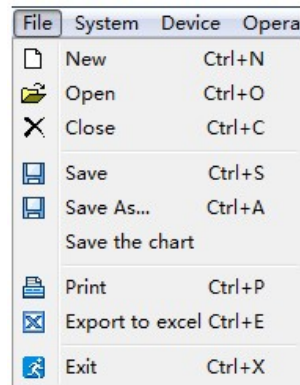 File System Device Opera
New Ctrl+N
Open Ctrl+O
Close Ctrl+C
Save Ctrl+S
Save As... Ctrl+A
Save the chart
Print Ctrl+P
Export to excel Ctrl+E
Exit Ctrl+X